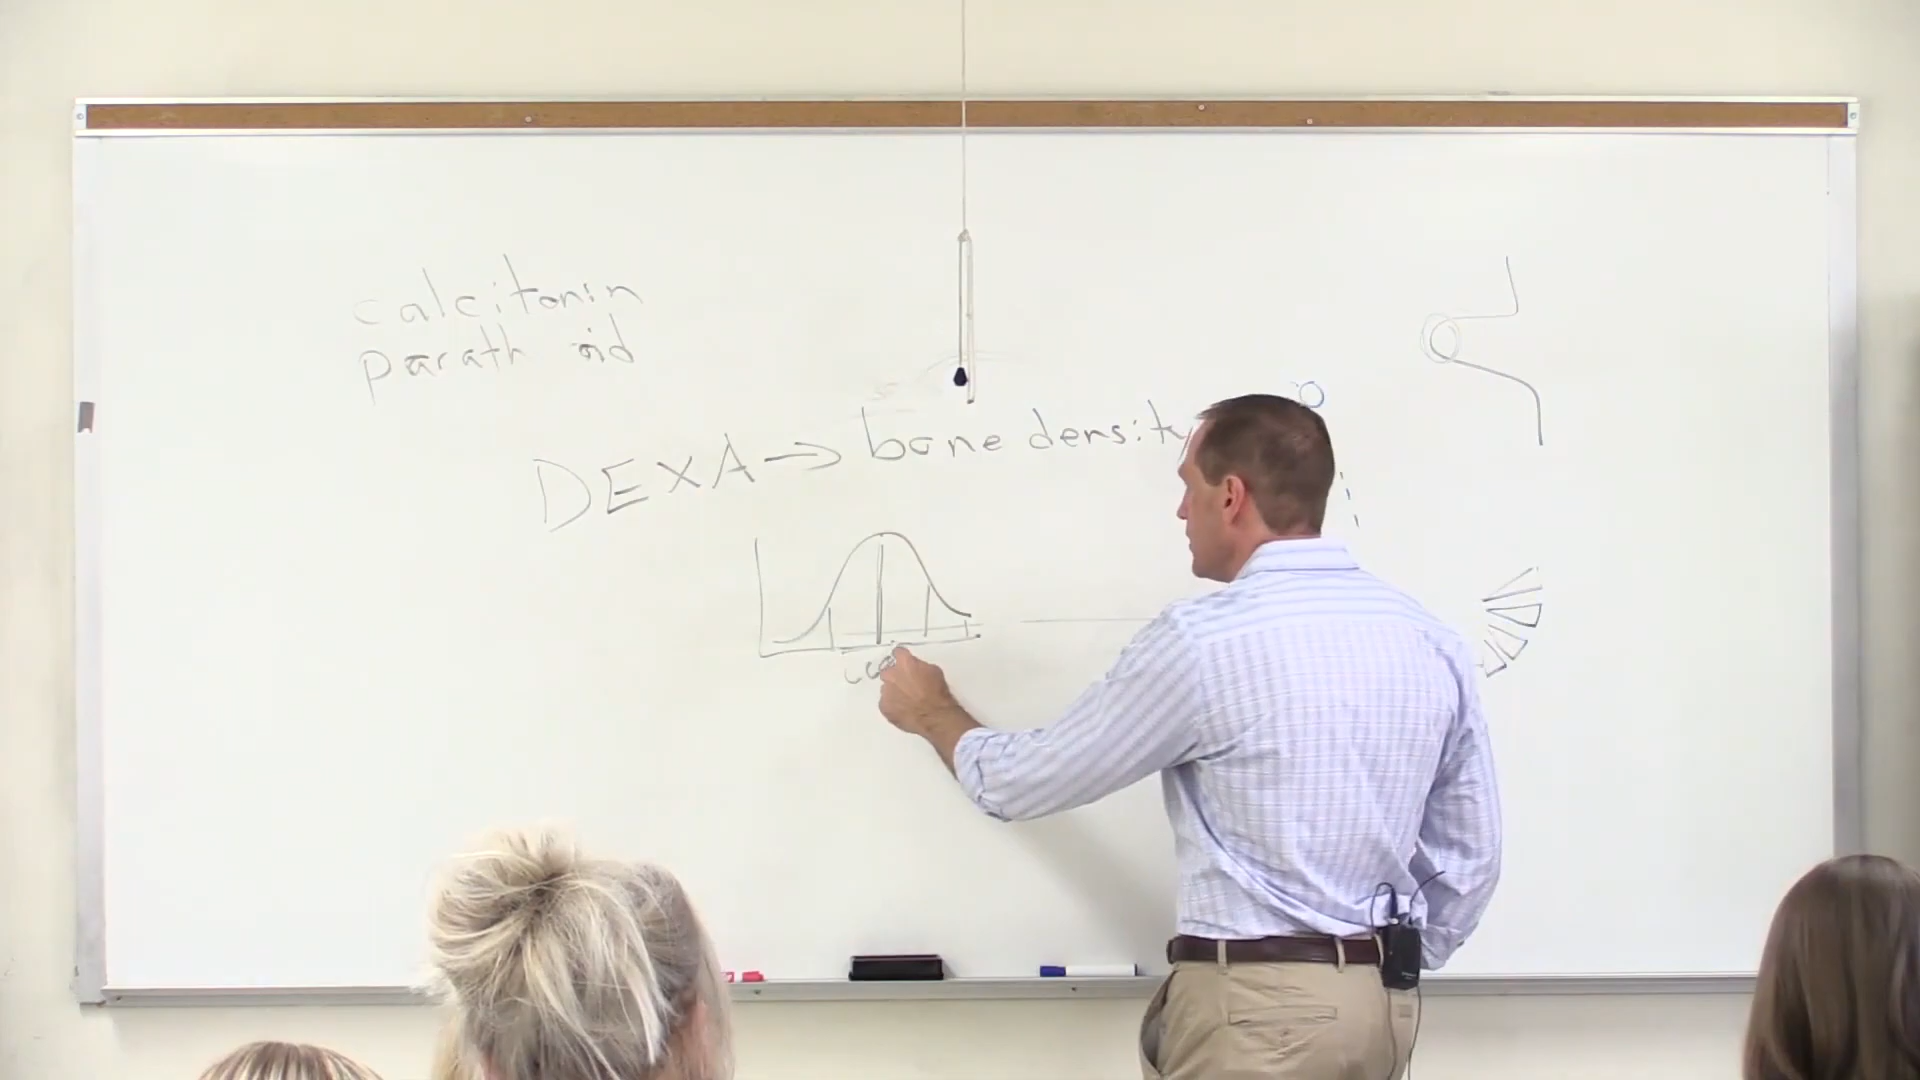 calcitonin
parath oid
DEXA → bone density